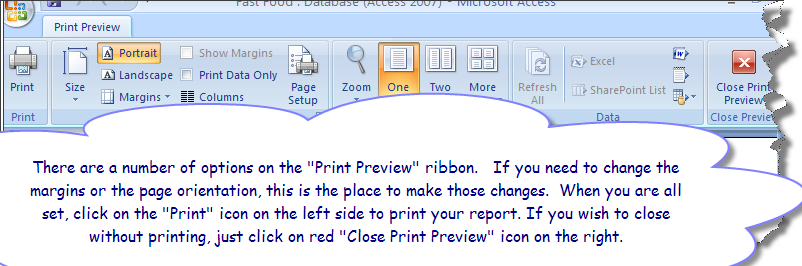 Fast Food : Database (Access 2007) - Microsoft Access
Print Preview
Print
Size
Portrait
Landscape
Margins
Show Margins
Print Data Only
Columns
Page Setup
Zoom
One
Two
More
Refresh All
Excel
SharePoint List
Close Print Preview
Print
Data
Close Preview
There are a number of options on the "Print Preview" ribbon.   If you need to change the
margins or the page orientation, this is the place to make those changes.  When you are all
set, click on the "Print" icon on the left side to print your report. If you wish to close
without printing, just click on red "Close Print Preview" icon on the right.